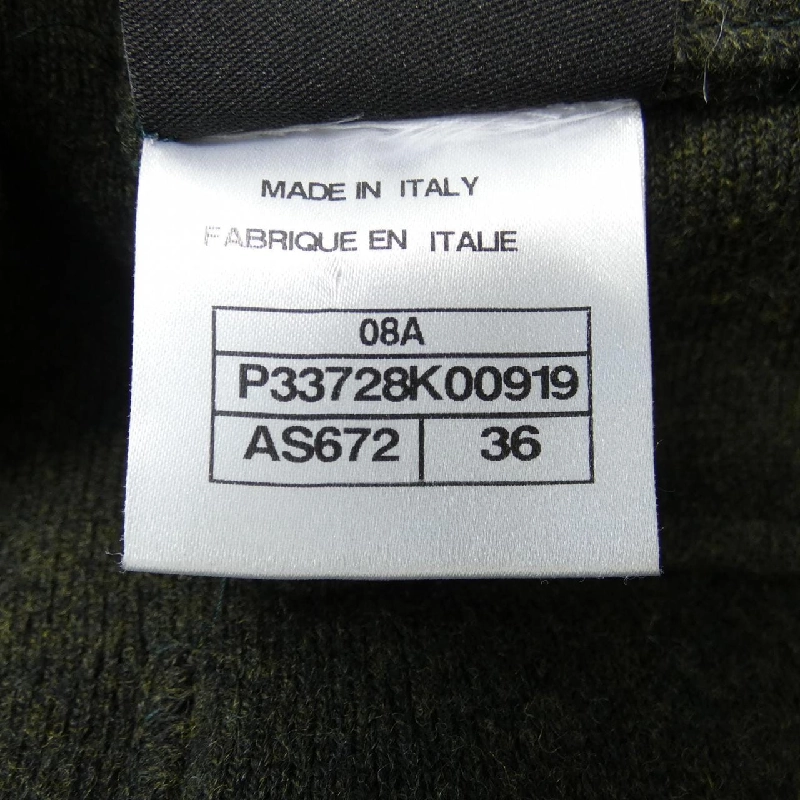 MADE IN ITALY
FABRIQUE EN ITALIE
08A
P33728K00919
AS672 36